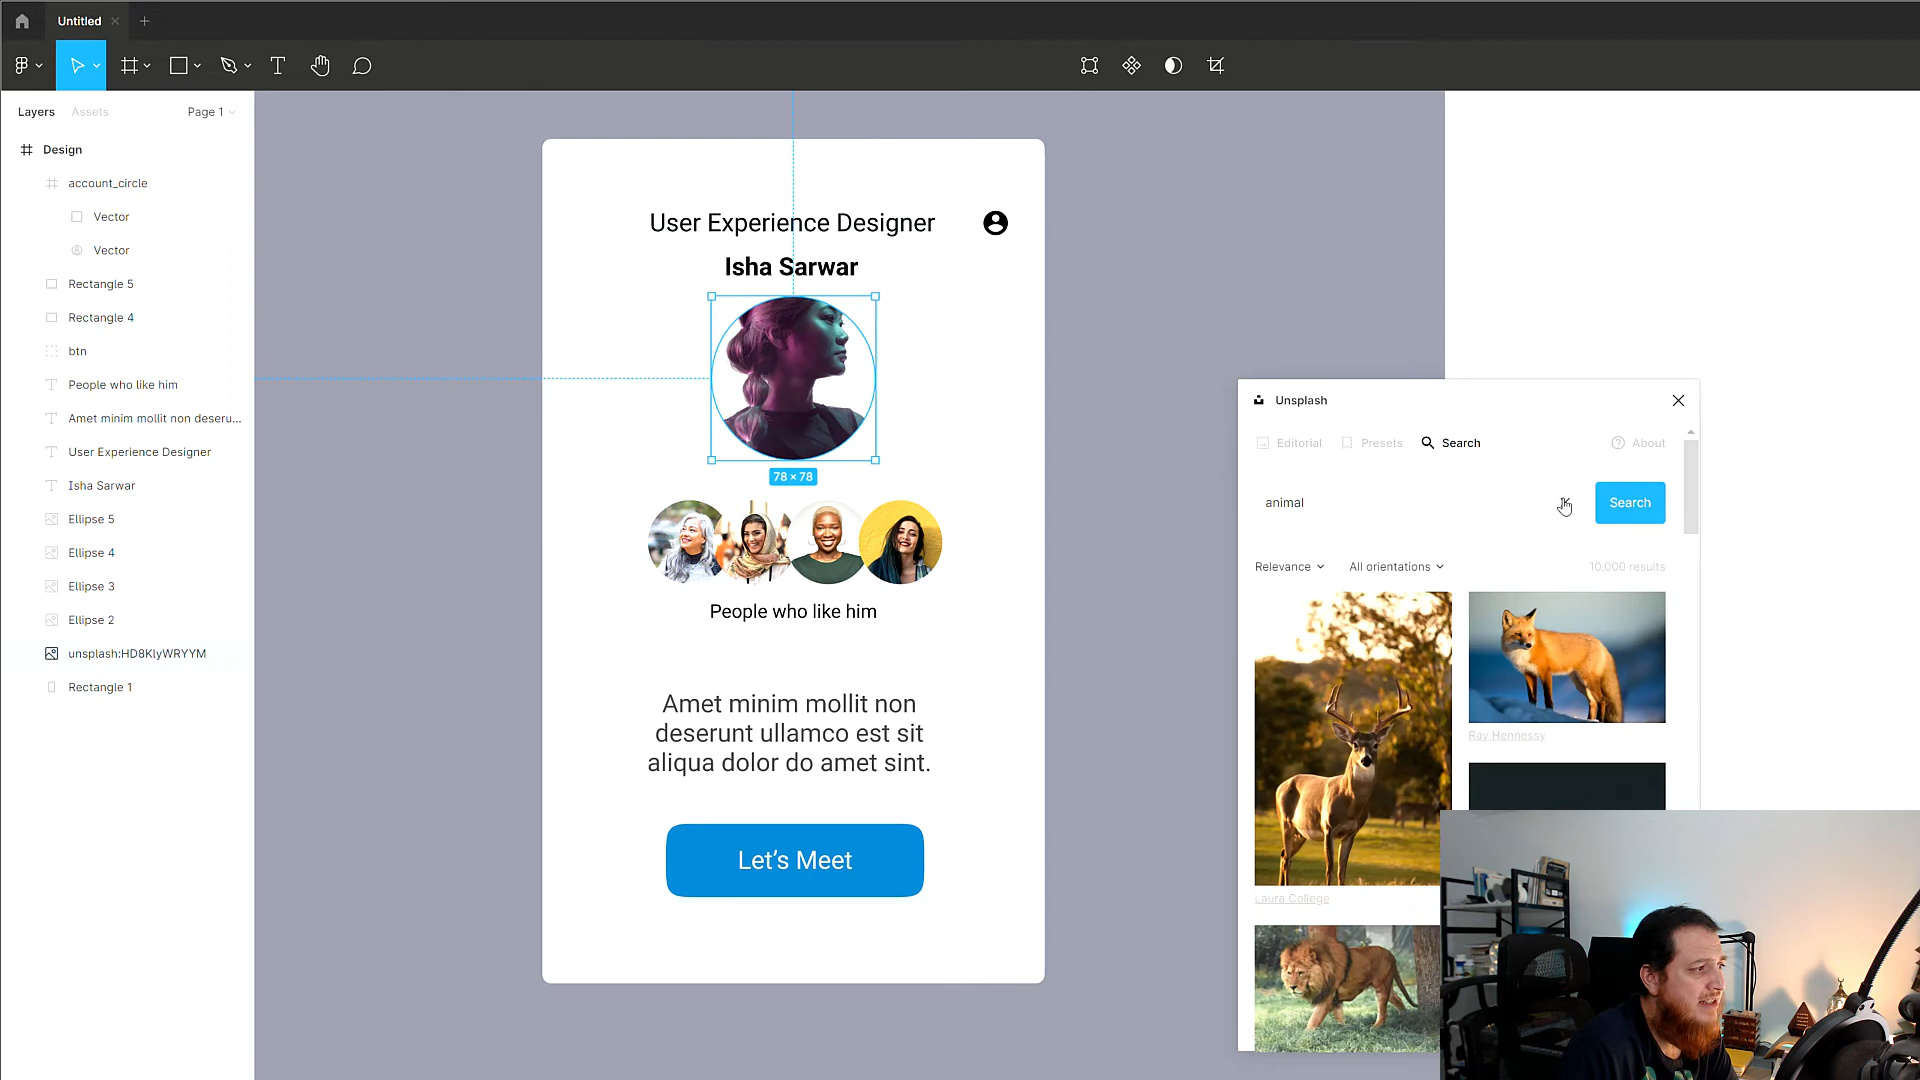 Untitled
Layers
Assets
Page 1
Design
account_circle
Vector
Vector
Rectangle 5
Rectangle 4
btn
People who like him
Amet minim mollit non deseru...
User Experience Designer
Isha Sarwar
Ellipse 5
Ellipse 4
Ellipse 3
Ellipse 2
unsplash:HD8KlyWRYYM
Rectangle 1
User Experience Designer
Isha Sarwar
78 × 78
People who like him
Amet minim mollit non
deserunt ullamco est sit
aliqua dolor do amet sint.
Let’s Meet
Unsplash
Editorial
Presets
Search
About
animal
Search
Relevance
All orientations
10,000 results
Ray Hennessy
Laura College